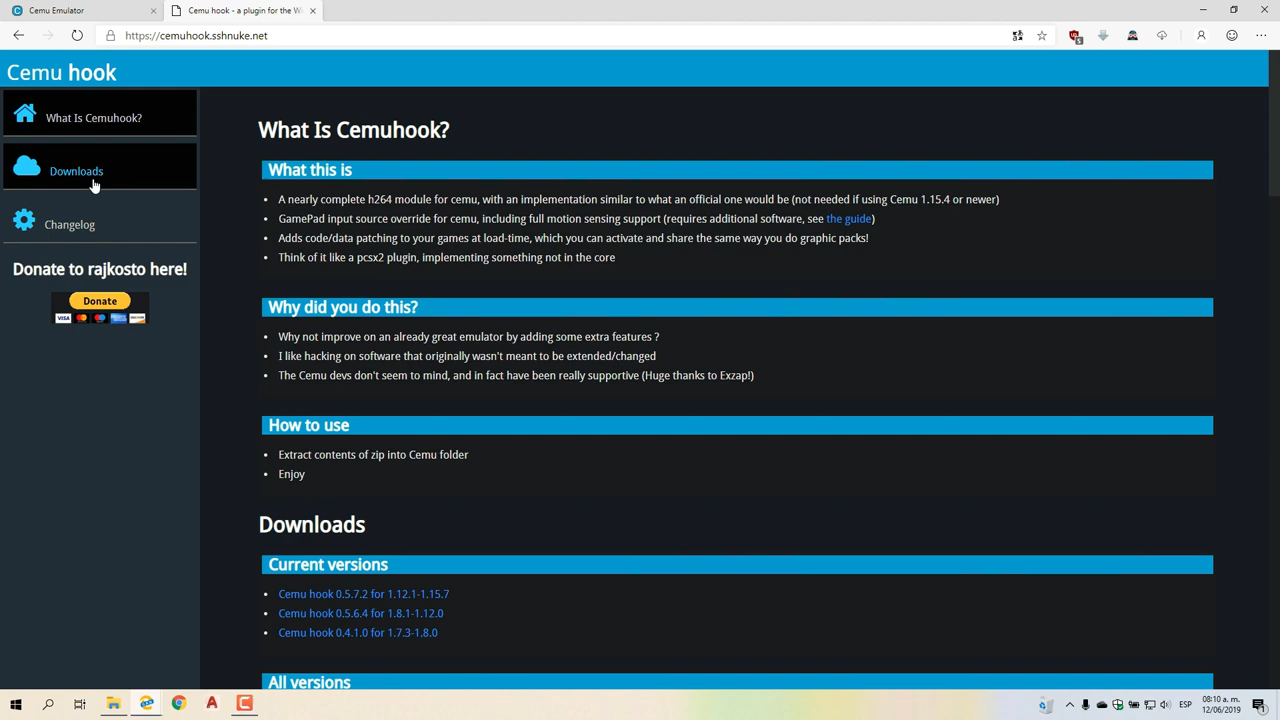 Cemu Emulator
Cemu hook - a plugin for the W
https://cemuhook.sshnuke.net
Cemu hook
What Is Cemuhook?
Downloads
Changelog
Donate to rajkosto here!
Donate
VISA
What Is Cemuhook?
What this is
• A nearly complete h264 module for cemu, with an implementation similar to what an official one would be (not needed if using Cemu 1.15.4 or newer)
• GamePad input source override for cemu, including full motion sensing support (requires additional software, see the guide)
• Adds code/data patching to your games at load-time, which you can activate and share the same way you do graphic packs!
• Think of it like a pcsx2 plugin, implementing something not in the core
Why did you do this?
• Why not improve on an already great emulator by adding some extra features ?
• I like hacking on software that originally wasn't meant to be extended/changed
• The Cemu devs don't seem to mind, and in fact have been really supportive (Huge thanks to Exzap!)
How to use
• Extract contents of zip into Cemu folder
• Enjoy
Downloads
Current versions
• Cemu hook 0.5.7.2 for 1.12.1-1.15.7
• Cemu hook 0.5.6.4 for 1.8.1-1.12.0
• Cemu hook 0.4.1.0 for 1.7.3-1.8.0
All versions
ESP
08:10 a. m.
12/06/2019